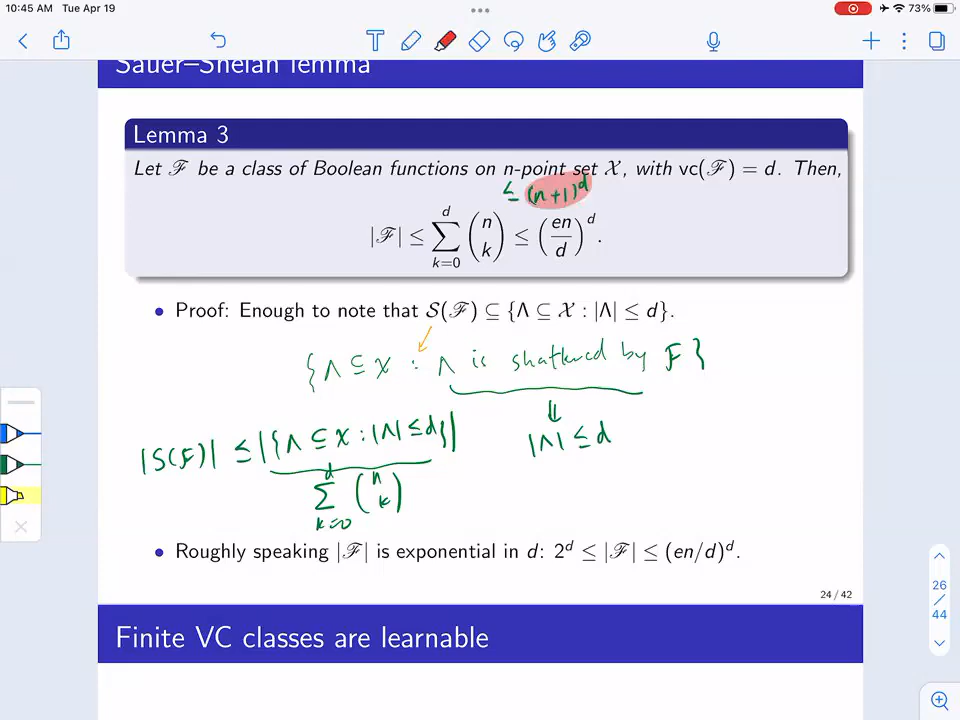 10:45 AM Tue Apr 19
73%
Sauer–Shelah lemma
Lemma 3
Let ℱ be a class of Boolean functions on n-point set 𝒳, with vc(ℱ) = d. Then,
≤ (n+1)^d
|ℱ| ≤ ∑_{k=0}^{d} \binom{n}{k} ≤ (en/d)^d.
• Proof: Enough to note that 𝒮(ℱ) ⊆ {Λ ⊆ 𝒳 : |Λ| ≤ d}.
{Λ ⊆ X : Λ is shattered by F}
⇓
|Λ| ≤ d
|S(F)| ≤ |{Λ ⊆ X : |Λ| ≤ d}|
∑_{k=0}^{d} \binom{n}{k}
• Roughly speaking |ℱ| is exponential in d: 2^d ≤ |ℱ| ≤ (en/d)^d.
24 / 42
Finite VC classes are learnable
26
/
44